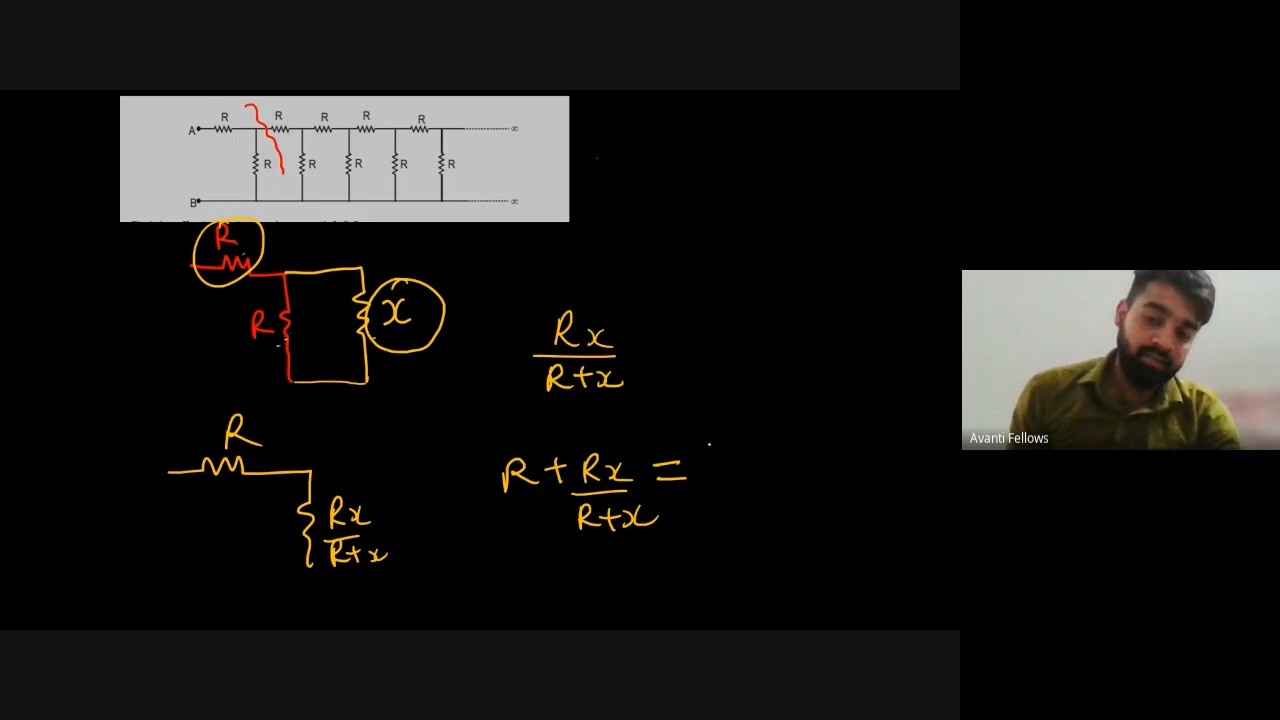 R R R R R
A ∞
R R R R R
B ∞
R
R x
Rx
R+x
R
R + Rx =
R+x
Rx
R+x
Avanti Fellows